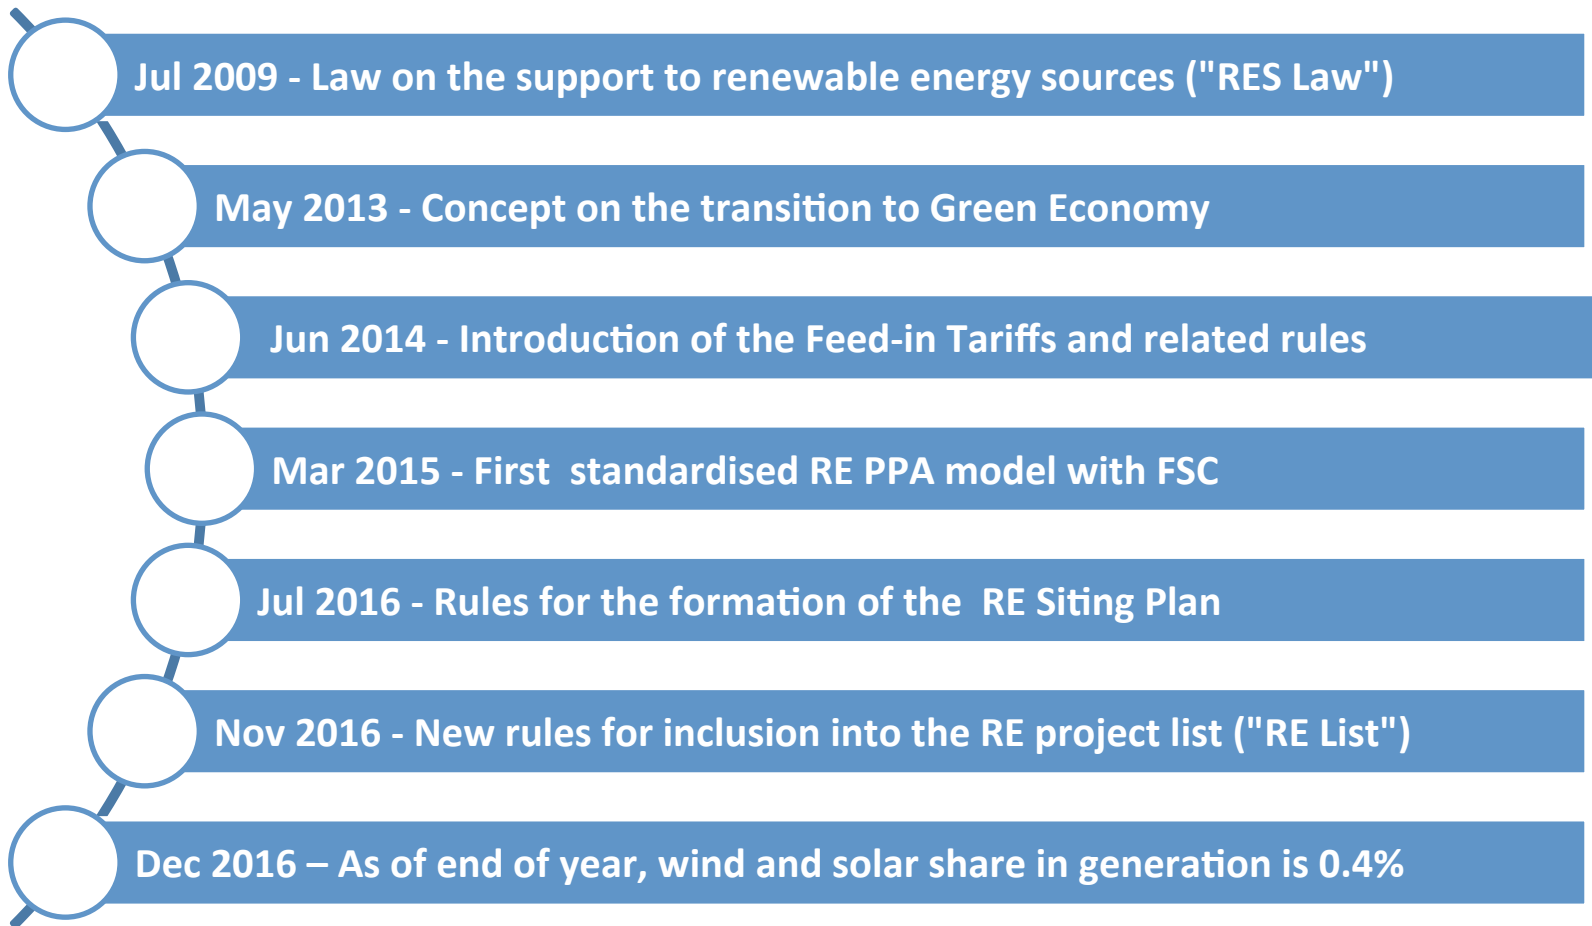 Jul 2009 - Law on the support to renewable energy sources ("RES Law")
May 2013 - Concept on the transition to Green Economy
Jun 2014 - Introduction of the Feed-in Tariffs and related rules
Mar 2015 - First  standardised RE PPA model with FSC
Jul 2016 - Rules for the formation of the  RE Siting Plan
Nov 2016 - New rules for inclusion into the RE project list ("RE List")
Dec 2016 – As of end of year, wind and solar share in generation is 0.4%